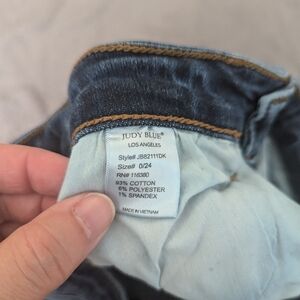 JUDY BLUE
LOS ANGELES
Style# JB82111DK
Size# 0/24
RN# 116380
93% COTTON
6% POLYESTER
1% SPANDEX
MADE IN VIETNAM